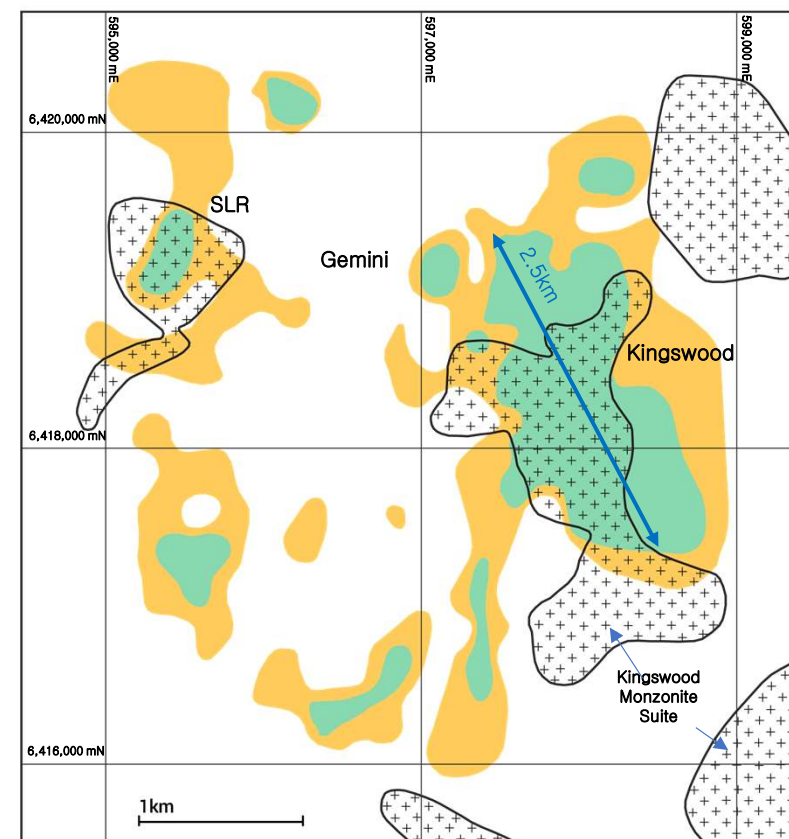 595,000 mE
597,000 mE
599,000 mE
6,420,000 mN
SLR
Gemini
2.5km
Kingswood
6,418,000 mN
Kingswood
Monzonite
Suite
6,416,000 mN
1km